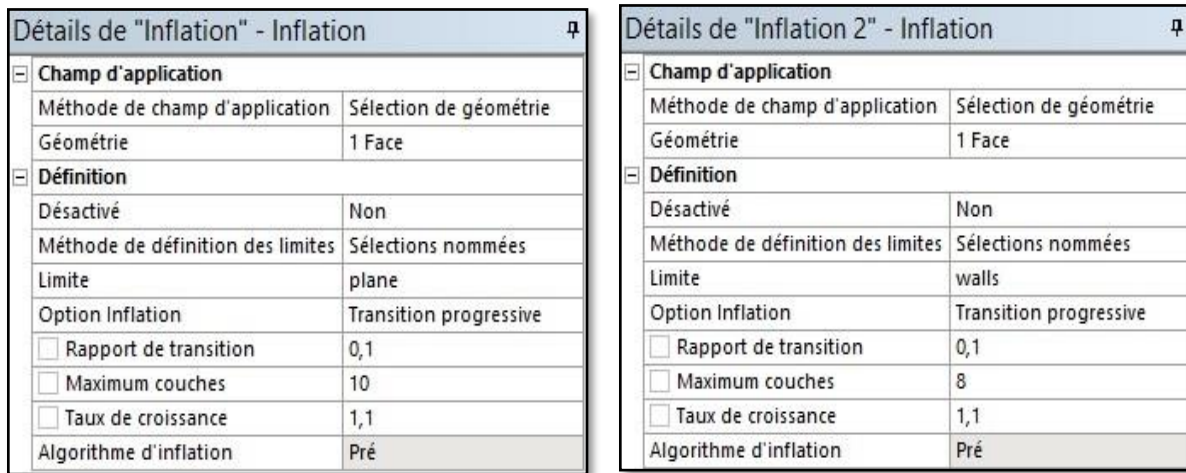 Détails de "Inflation" - Inflation
Champ d'application
Méthode de champ d'application Sélection de géométrie
Géométrie 1 Face
Définition
Désactivé Non
Méthode de définition des limites Sélections nommées
Limite plane
Option Inflation Transition progressive
Rapport de transition 0,1
Maximum couches 10
Taux de croissance 1,1
Algorithme d'inflation Pré
Détails de "Inflation 2" - Inflation
Champ d'application
Méthode de champ d'application Sélection de géométrie
Géométrie 1 Face
Définition
Désactivé Non
Méthode de définition des limites Sélections nommées
Limite walls
Option Inflation Transition progressive
Rapport de transition 0,1
Maximum couches 8
Taux de croissance 1,1
Algorithme d'inflation Pré